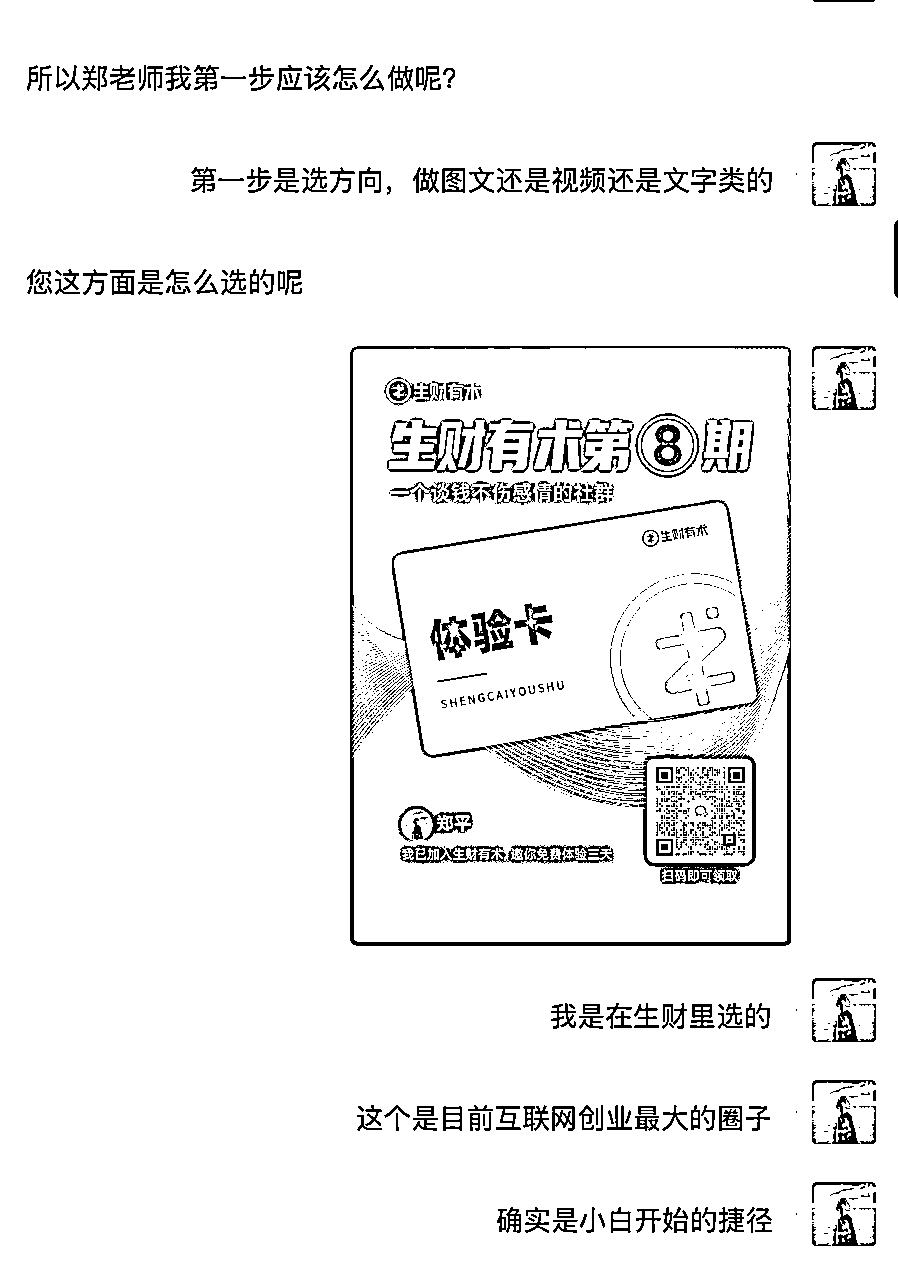 所以郑老师我第一步应该怎么做呢？
第一步是选方向，做图文还是视频还是文字类的
您这方面是怎么选的呢
生财有术
生财有术第8期
一个谈钱不伤感情的社群
生财有术
体验卡
SHENGCAIYOUSHU
郑平
我已加入生财有术，邀你免费体验三天
扫码即可领取
我是在生财里选的
这个是目前互联网创业最大的圈子
确实是小白开始的捷径